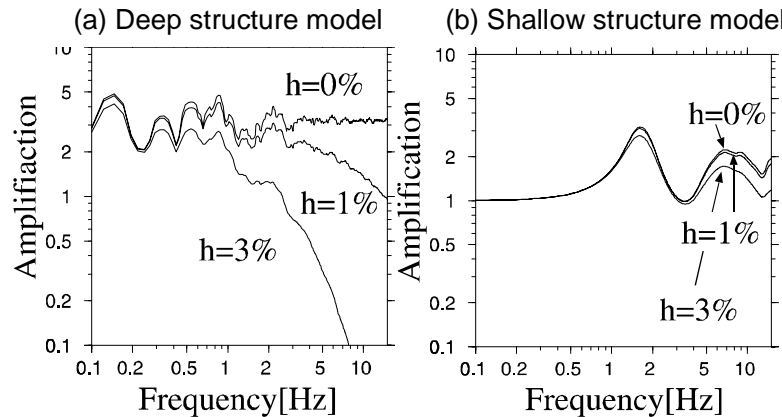 (a) Deep structure model
(b) Shallow structure model
10
5
2
1
0.5
0.2
0.1
Amplifiaction
h=0%
h=1%
h=3%
0.1
0.2
0.5
1
2
5
10
Frequency[Hz]
10
5
2
1
0.5
0.2
0.1
Amplification
h=0%
h=1%
h=3%
0.1
0.2
0.5
1
2
5
10
Frequency[Hz]